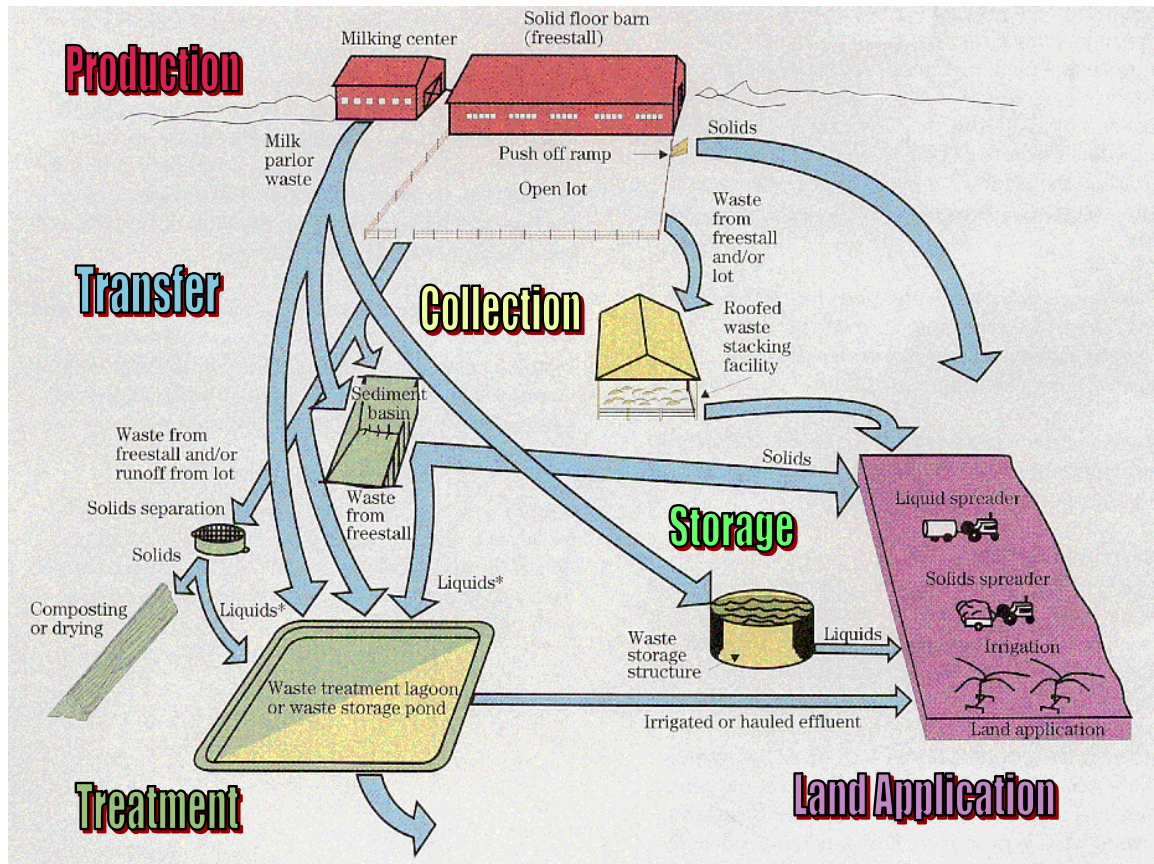 Production
Milking center
Solid floor barn
(freestall)
Milk
parlor
waste
Push off ramp
Open lot
Solids
Waste
from
freestall
and/or
lot
Transfer
Collection
Roofed
waste
stacking
facility
Sediment
basin
Waste from
freestall and/or
runoff from lot
Solids separation
Waste
from
freestall
Solids
Solids
Liquids*
Liquids*
Composting
or drying
Storage
Liquid spreader
Solids spreader
Irrigation
Land application
Waste
storage
structure
Liquids
Waste treatment lagoon
or waste storage pond
Irrigated or hauled effluent
Treatment
Land Application